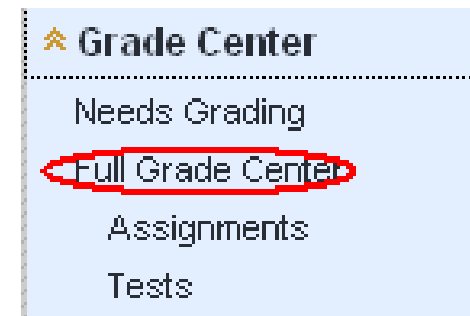 Grade Center
Needs Grading
Full Grade Center
Assignments
Tests